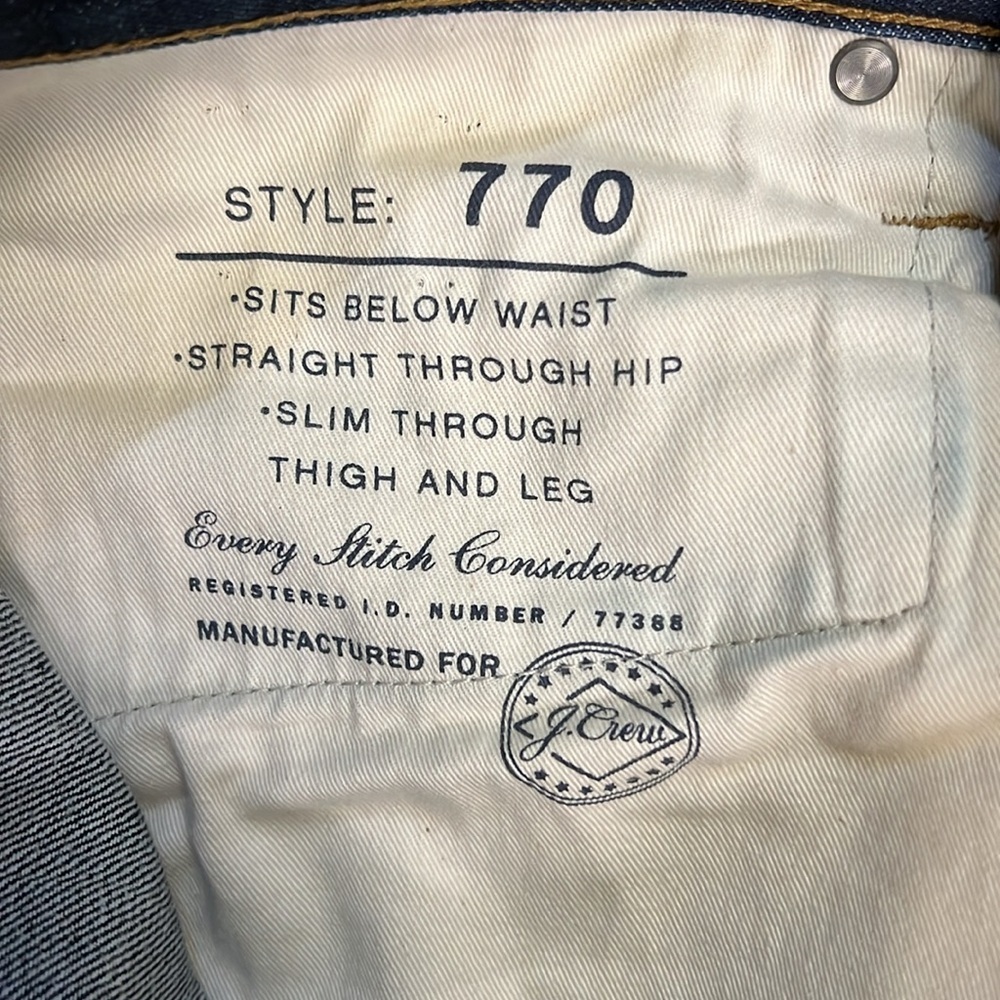 STYLE: 770
•SITS BELOW WAIST
•STRAIGHT THROUGH HIP
•SLIM THROUGH
THIGH AND LEG
Every Stitch Considered
REGISTERED I.D. NUMBER / 77388
MANUFACTURED FOR
J.Crew